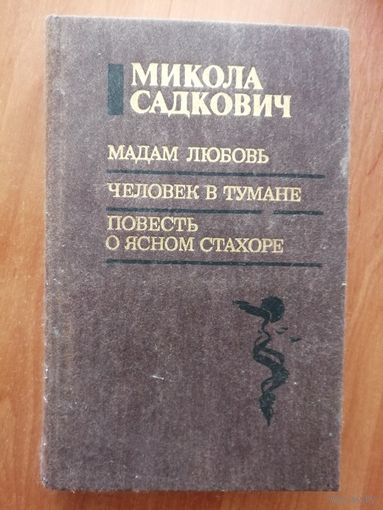 МИКОЛА
САДКОВИЧ
МАДАМ ЛЮБОВЬ
ЧЕЛОВЕК В ТУМАНЕ
ПОВЕСТЬ
О ЯСНОМ СТАХОРЕ